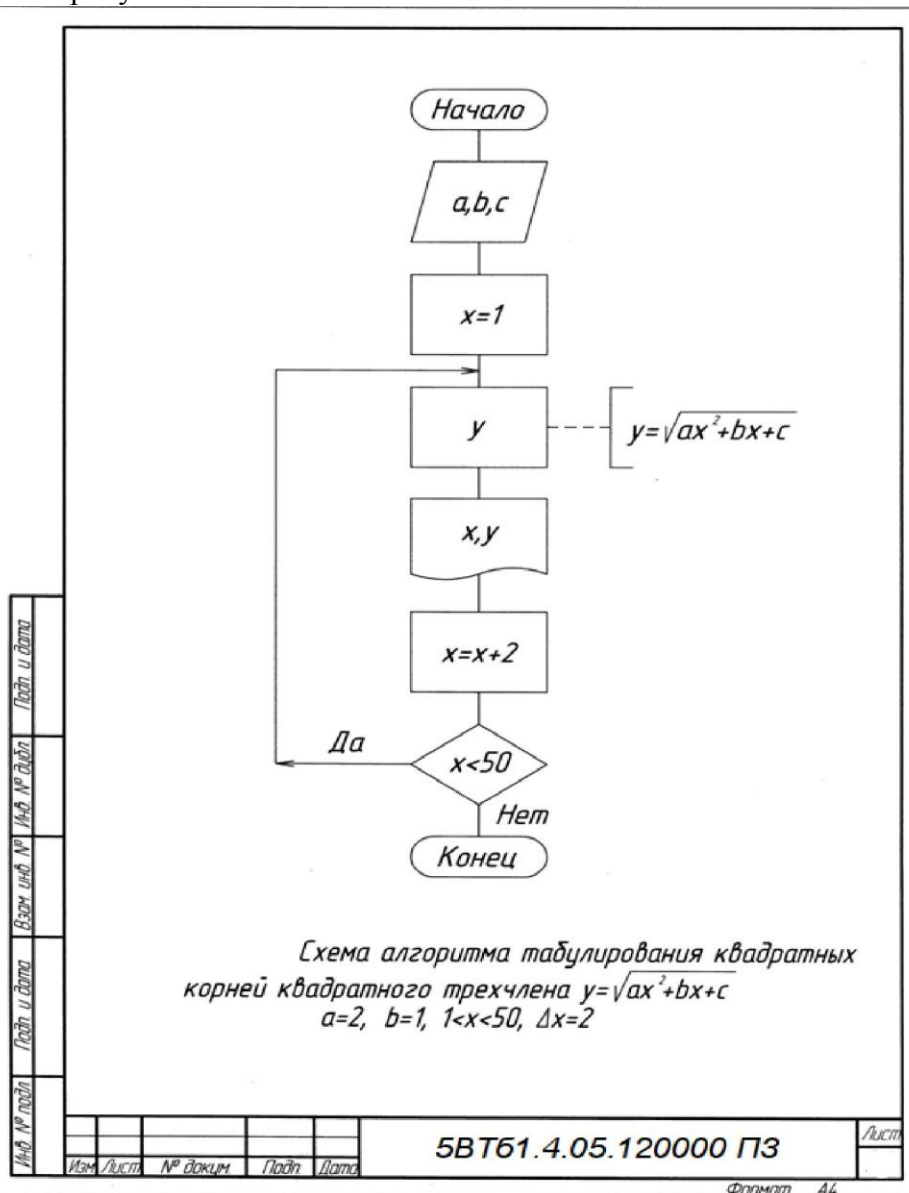 Начало
a,b,c
x=1
y
y=√ax²+bx+c
x,y
x=x+2
Да
x<50
Нет
Конец
Схема алгоритма табулирования квадратных
корней квадратного трехчлена y=√ax²+bx+c
a=2, b=1, 1<x<50, Δx=2
Подп. и дата
Инв. № дубл
Взам. инв. №
Подп. и дата
Инв. № подл
Изм Лист № докум. Подп. Дата
5ВТ61.4.05.120000 ПЗ
Лист
Формат А4